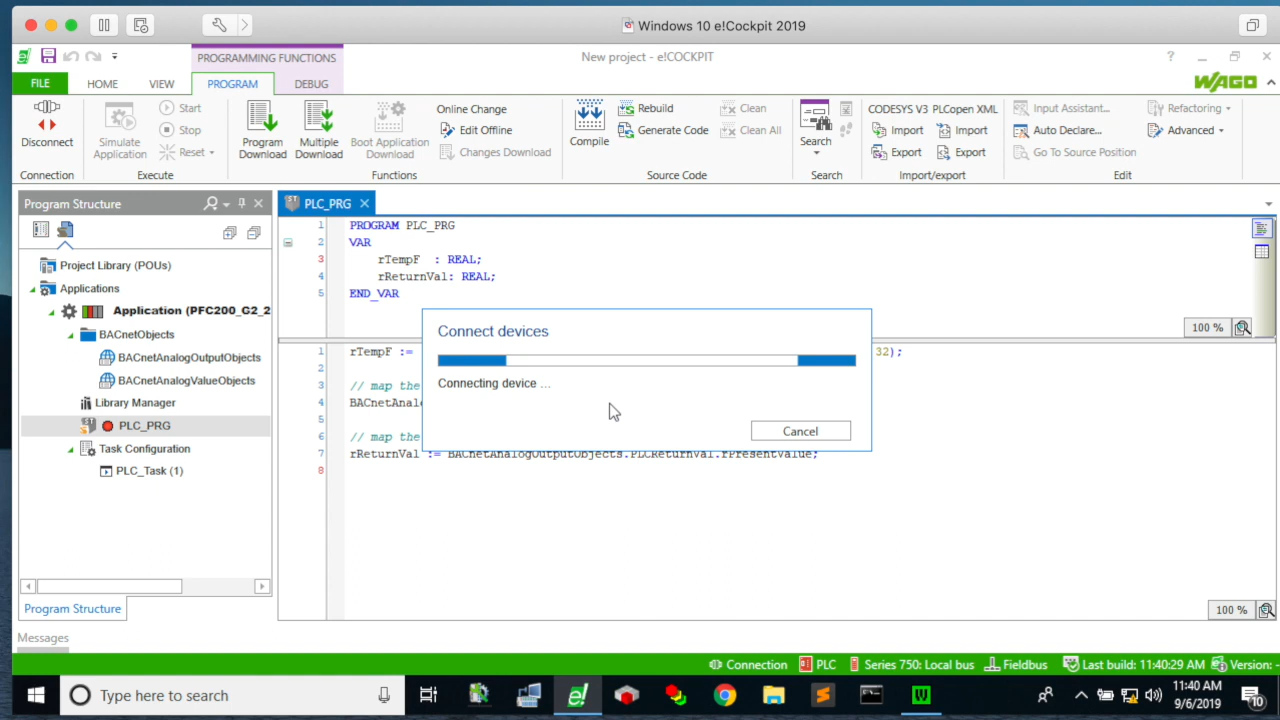 Windows 10 e!Cockpit 2019
New project - e!COCKPIT
PROGRAMMING FUNCTIONS
FILE
HOME
VIEW
PROGRAM
DEBUG
WAGO
Disconnect
Connection
Simulate
Application
Start
Stop
Reset
Execute
Program
Download
Multiple
Download
Boot Application
Download
Online Change
Edit Offline
Changes Download
Functions
Compile
Rebuild
Generate Code
Clean
Clean All
Source Code
Search
Search
CODESYS V3 PLCopen XML
Import
Import
Export
Export
Import/export
Input Assistant...
Auto Declare...
Go To Source Position
Refactoring
Advanced
Edit
Program Structure
Project Library (POUs)
Applications
Application (PFC200_G2_2
BACnetObjects
BACnetAnalogOutputObjects
BACnetAnalogValueObjects
Library Manager
PLC_PRG
Task Configuration
PLC_Task (1)
Program Structure
Messages
PLC_PRG
1 PROGRAM PLC_PRG
2 VAR
3 rTempF : REAL;
4 rReturnVal: REAL;
5 END_VAR
100 %
1 rTempF := 32);
2
3 // map the
4 BACnetAnal
5
6 // map the
7 rReturnVal := BACnetAnalogOutputObjects.PLCReturnVal.rPresentValue;
8
100 %
Connect devices
Connecting device ...
Cancel
Connection
PLC
Series 750: Local bus
Fieldbus
Last build: 11:40:29 AM
Version: -
Type here to search
11:40 AM
9/6/2019
10